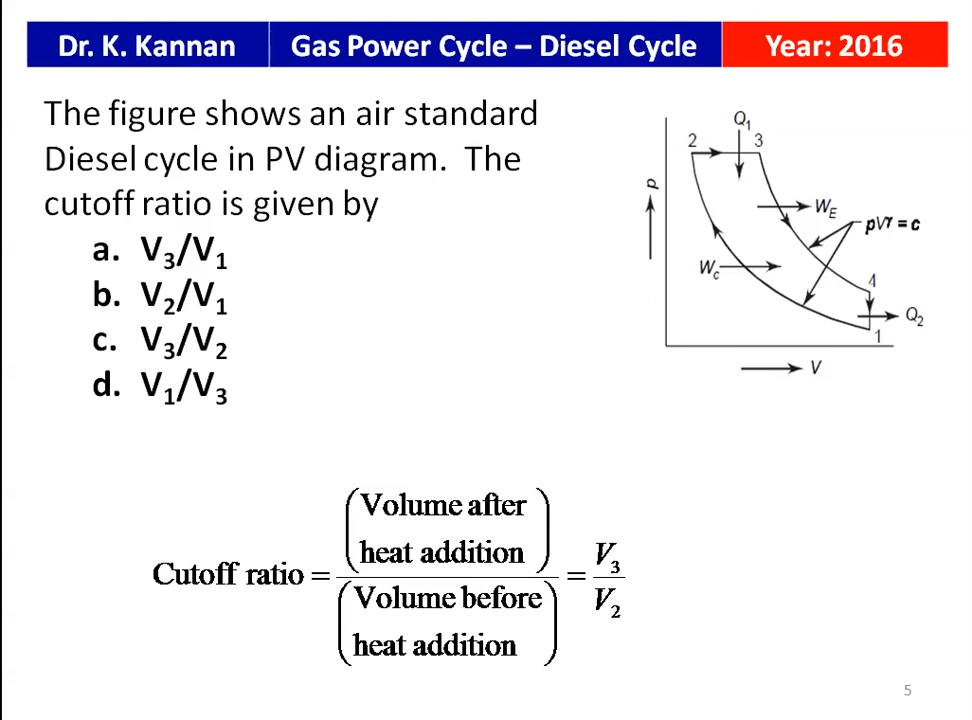 Dr. K. Kannan
Gas Power Cycle – Diesel Cycle
Year: 2016
The figure shows an air standard
Diesel cycle in PV diagram. The
cutoff ratio is given by
a. V₃/V₁
b. V₂/V₁
c. V₃/V₂
d. V₁/V₃
Q₁
2
3
p
W_E
pVγ = c
W_c
4
Q₂
1
V
Volume after
heat addition
Cutoff ratio = =
Volume before
heat addition
V₃
V₂
5